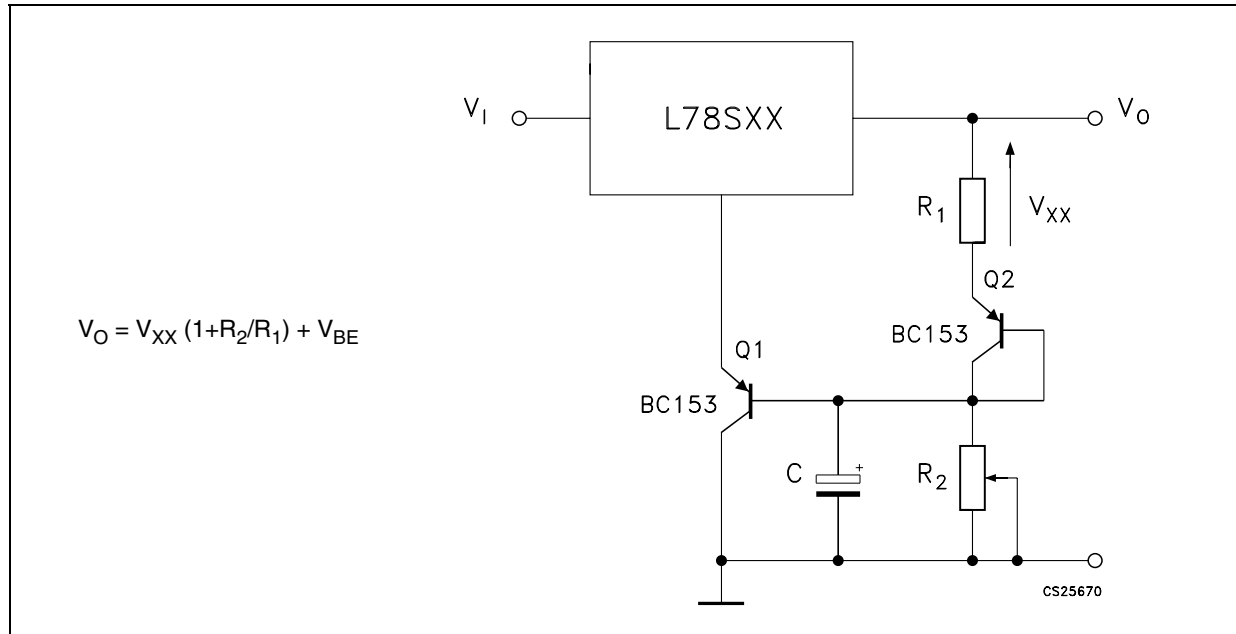 V_I
L78SXX
V_O
R_1
V_XX
Q2
BC153
V_O = V_XX (1+R_2/R_1) + V_BE
Q1
BC153
C
+
R_2
CS25670